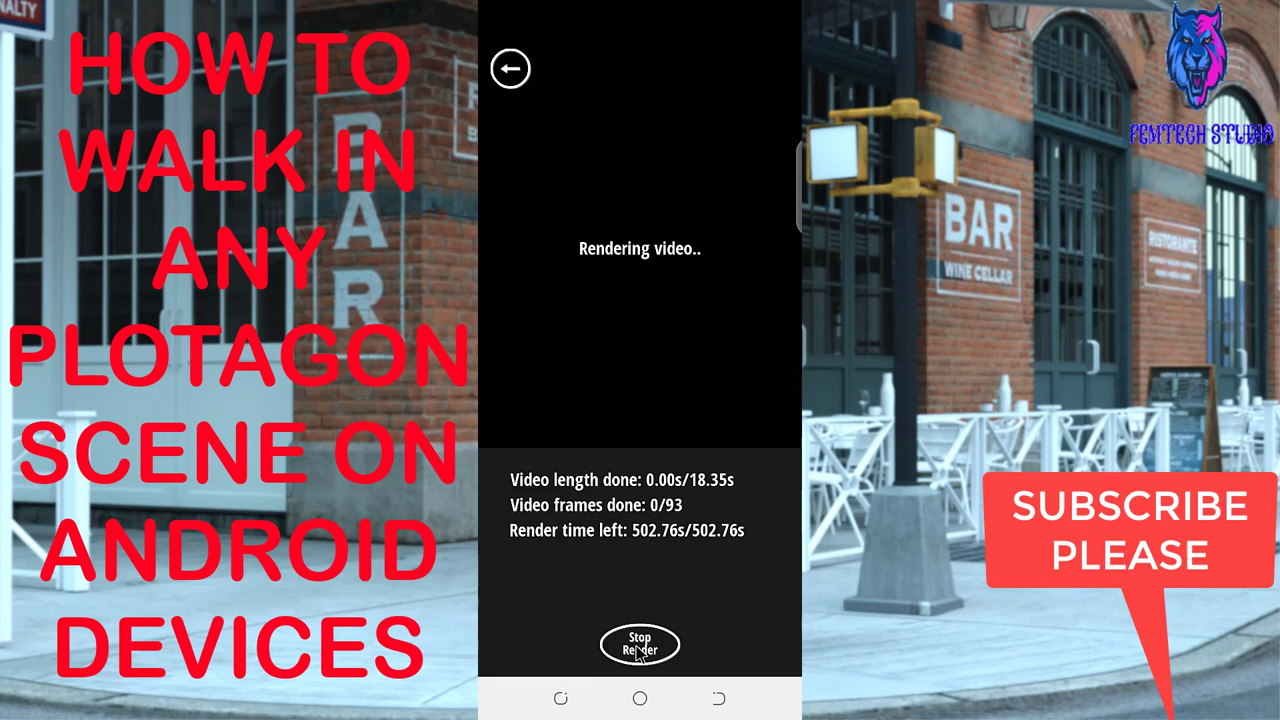 NALTY
HOW TO
WALK IN
ANY
PLOTAGON
SCENE ON
ANDROID
DEVICES
BAR
Rendering video..
Video length done: 0.00s/18.35s
Video frames done: 0/93
Render time left: 502.76s/502.76s
Stop
Render
FEMTECH STUDIO
BAR
WINE CELLAR
RISTORANTE
SUBSCRIBE
PLEASE